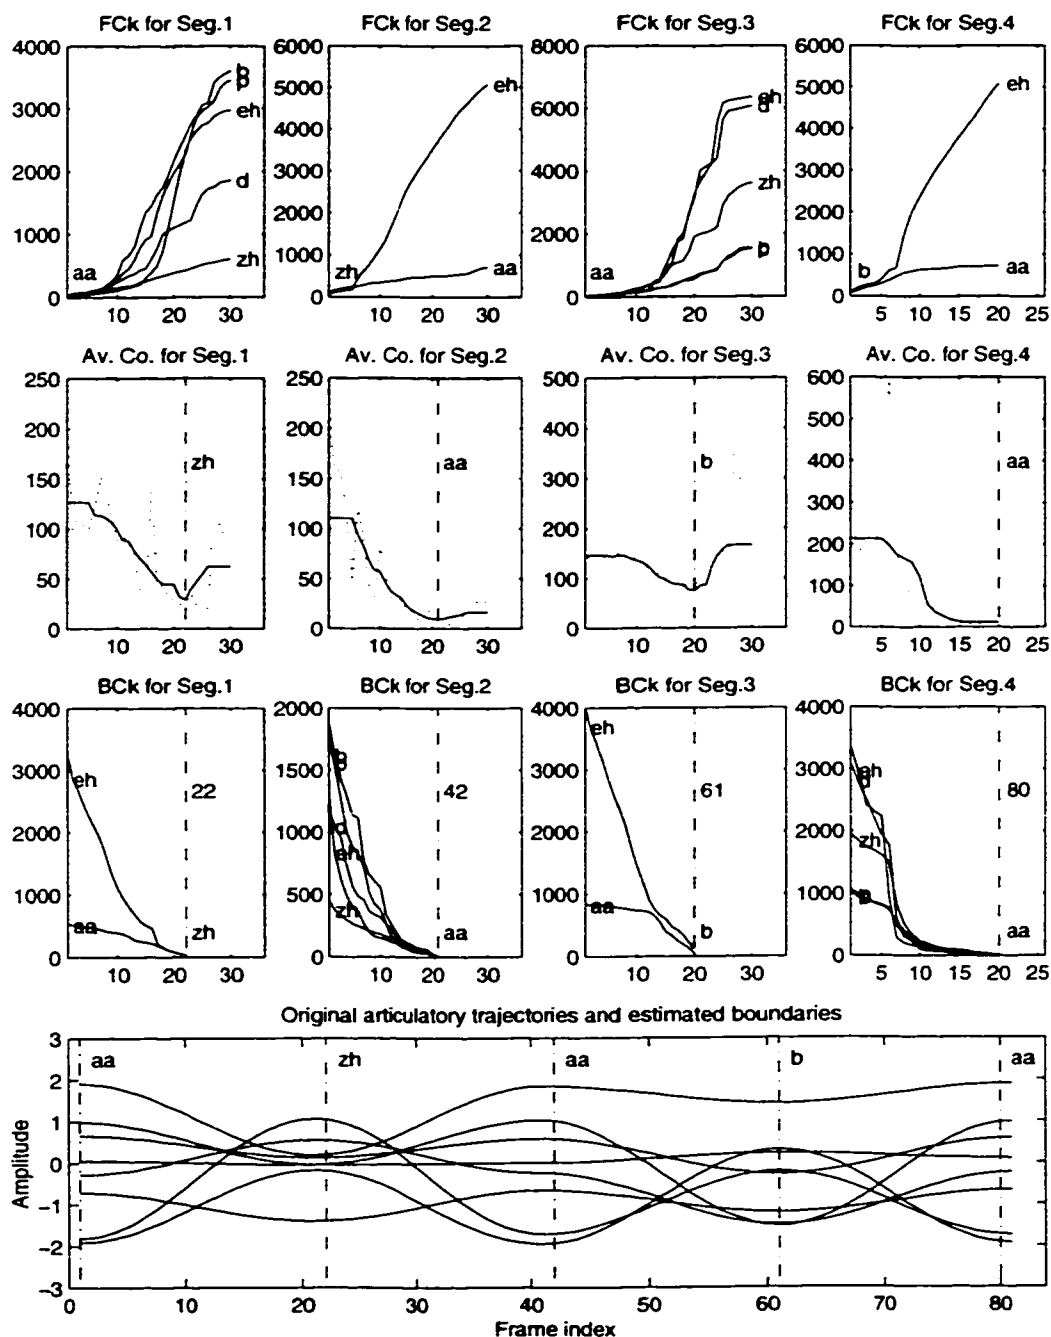 FCk for Seg.1
FCk for Seg.2
FCk for Seg.3
FCk for Seg.4
4000
3000
2000
1000
0
10 20 30
b
p
eh
d
zh
aa
6000
5000
4000
3000
2000
1000
0
10 20 30
eh
zh
aa
8000
6000
4000
2000
0
10 20 30
eh
d
zh
aa
6000
5000
4000
3000
2000
1000
0
5 10 15 20 25
eh
b
aa
Av. Co. for Seg.1
Av. Co. for Seg.2
Av. Co. for Seg.3
Av. Co. for Seg.4
250
200
150
100
50
0
10 20 30
zh
250
200
150
100
50
0
10 20 30
aa
500
400
300
200
100
0
10 20 30
b
600
500
400
300
200
100
0
5 10 15 20 25
aa
BCk for Seg.1
BCk for Seg.2
BCk for Seg.3
BCk for Seg.4
4000
3000
2000
1000
0
10 20 30
eh
22
aa
zh
2000
1500
1000
500
0
10 20 30
42
d
eh
zh
aa
4000
3000
2000
1000
0
10 20 30
eh
61
aa
b
4000
3000
2000
1000
0
5 10 15 20 25
eh
80
zh
aa
Original articulatory trajectories and estimated boundaries
aa zh aa b aa
Amplitude
3
2
1
0
-1
-2
-3
0 10 20 30 40 50 60 70 80
Frame index